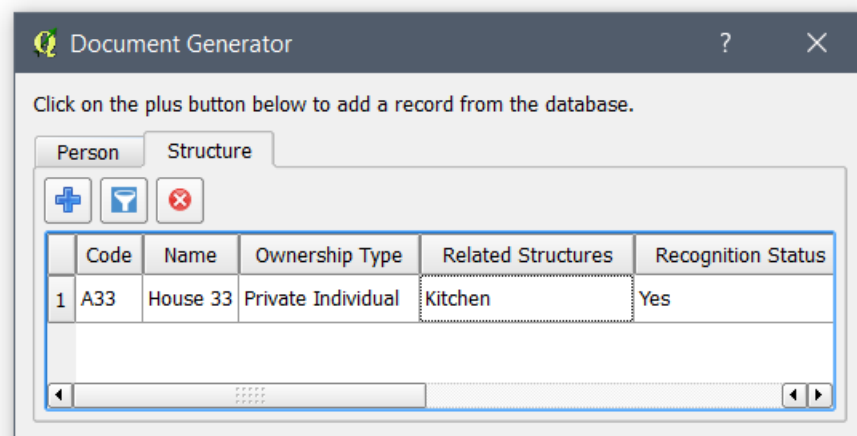 Document Generator ?
Click on the plus button below to add a record from the database.
Person Structure
Code Name Ownership Type Related Structures Recognition Status
1 A33 House 33 Private Individual Kitchen Yes